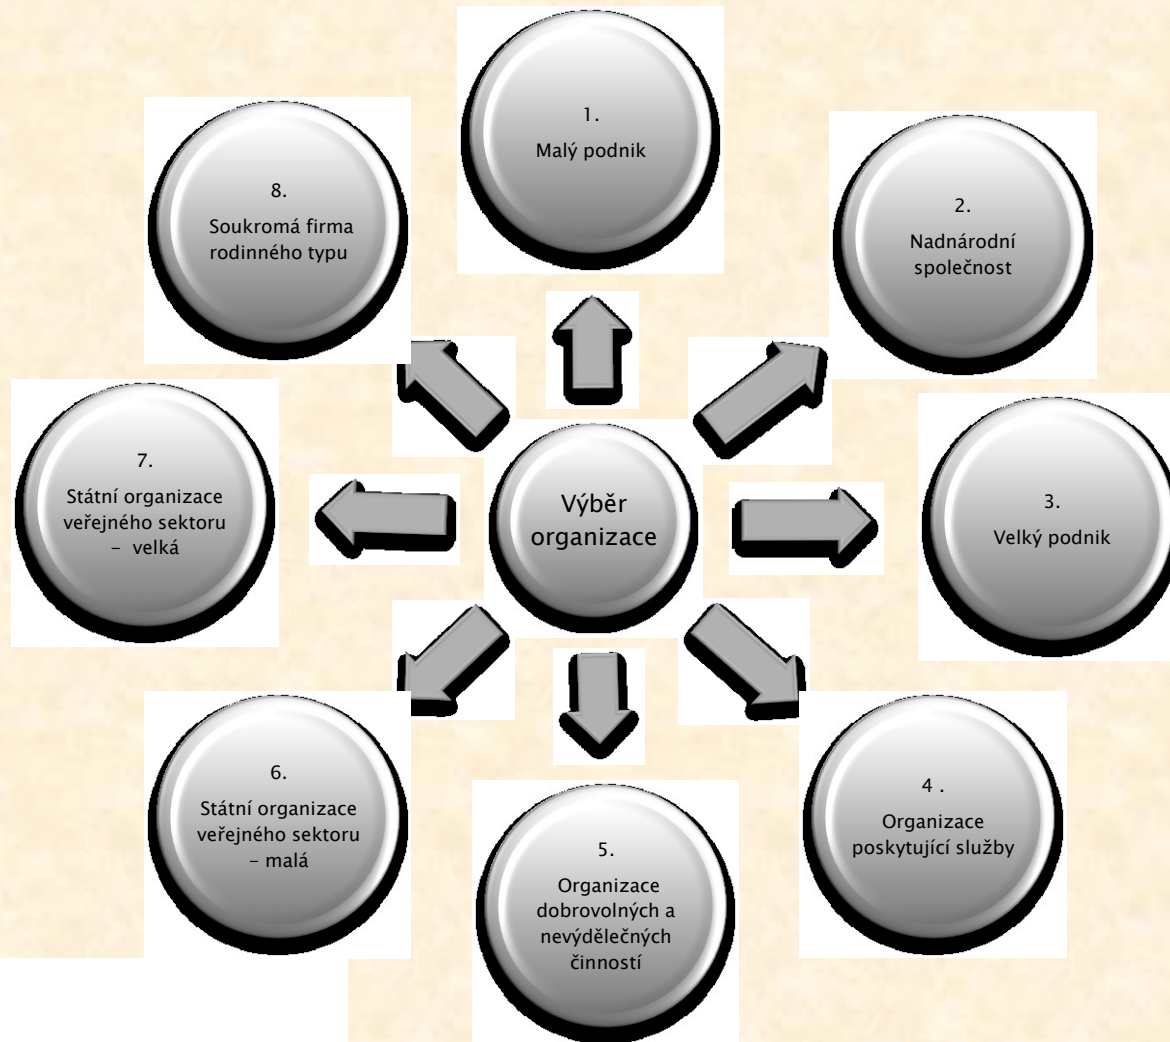 1.
Malý podnik
8.
Soukromá firma
rodinného typu
2.
Nadnárodní
společnost
7.
Státní organizace
veřejného sektoru
– velká
Výběr
organizace
3.
Velký podnik
6.
Státní organizace
veřejného sektoru
– malá
5.
Organizace
dobrovolných a
nevýdělečných
činností
4 .
Organizace
poskytující služby